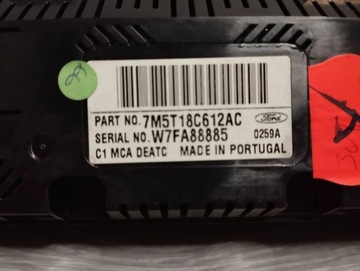 PART NO. 7M5T18C612AC
SERIAL NO. W7FA88885
Ford
0259A
C1 MCA DEATC MADE IN PORTUGAL